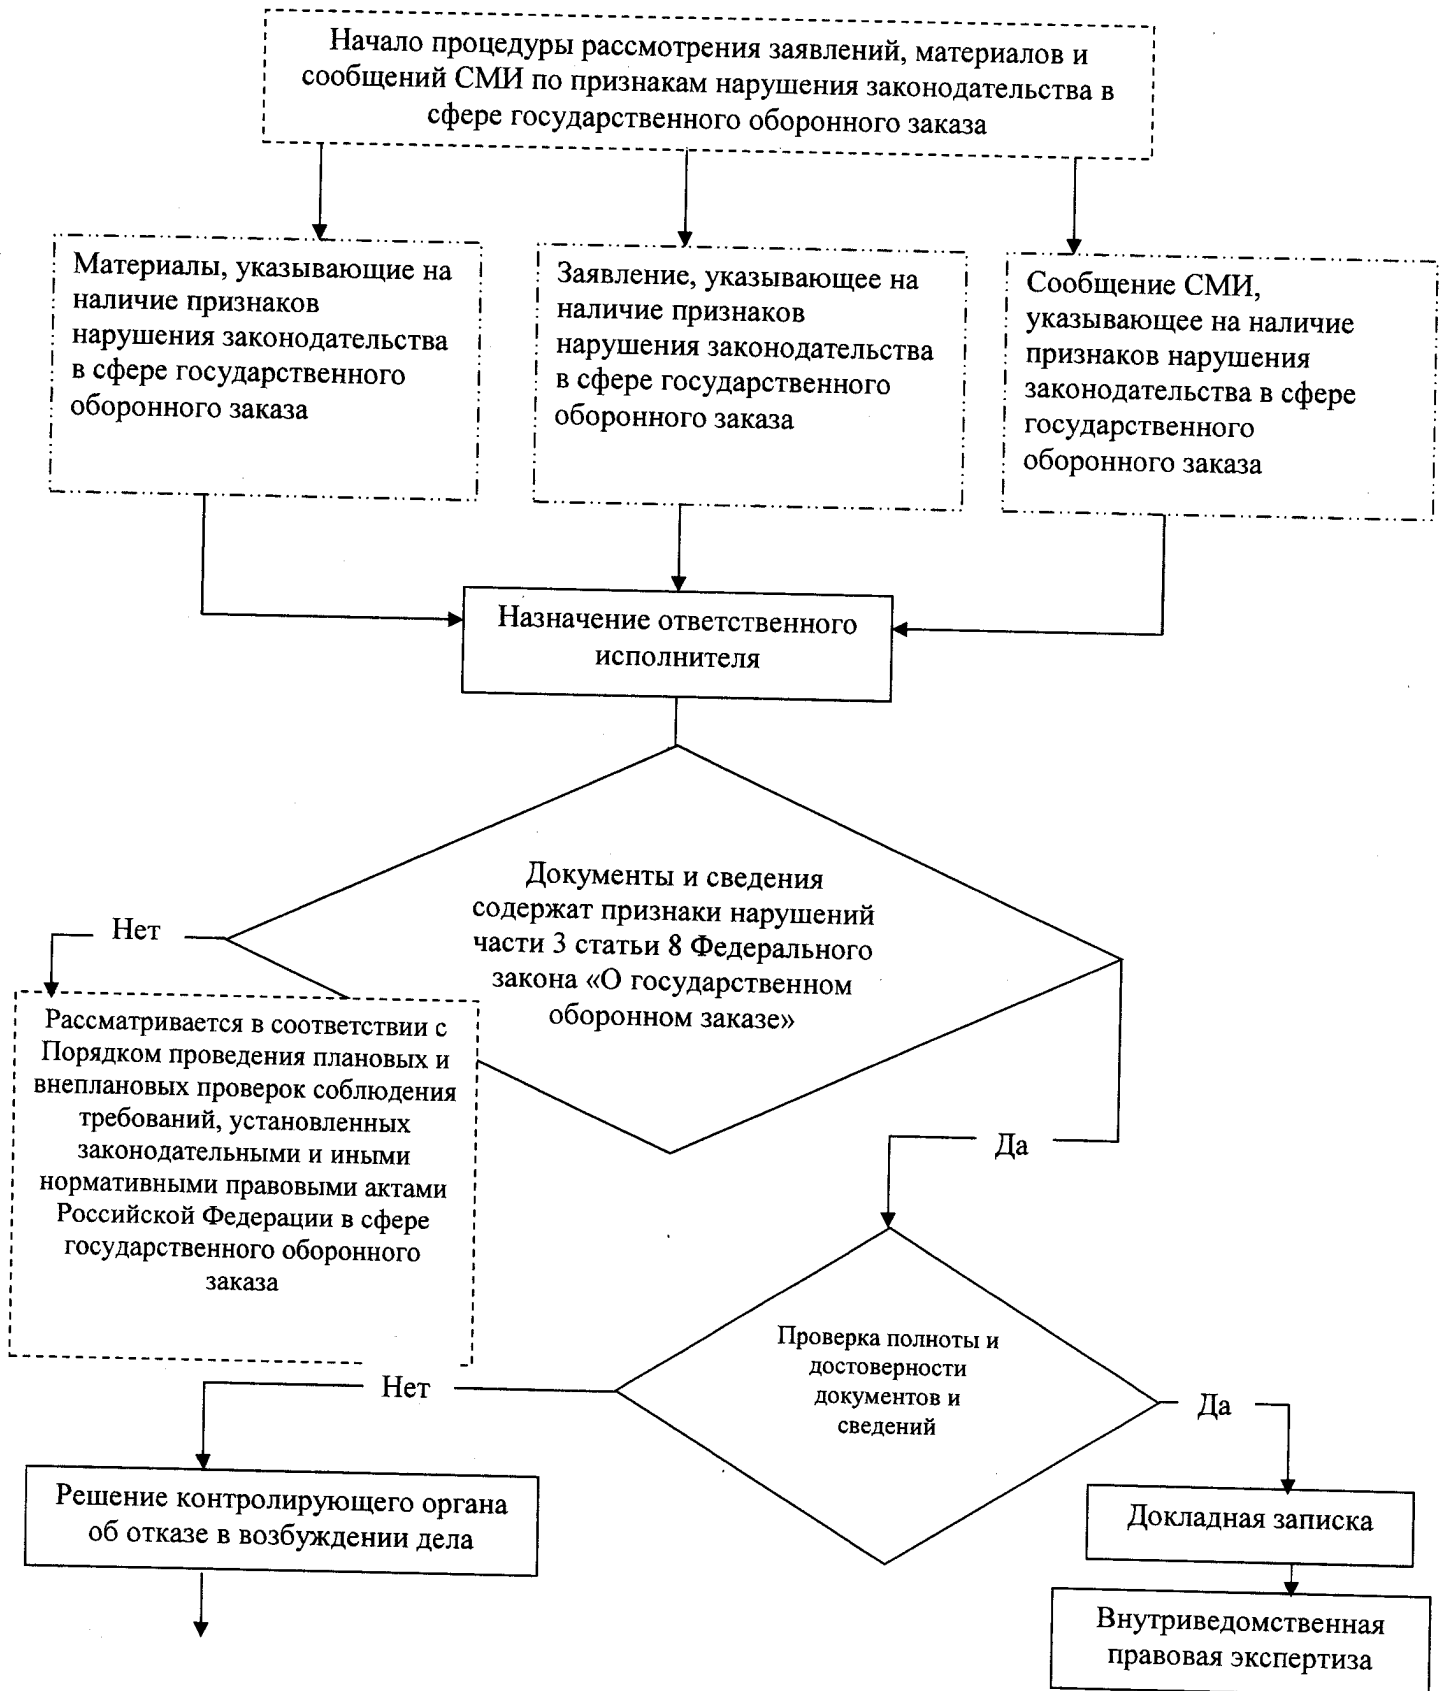 Начало процедуры рассмотрения заявлений, материалов и
сообщений СМИ по признакам нарушения законодательства в
сфере государственного оборонного заказа
Материалы, указывающие на
наличие признаков
нарушения законодательства
в сфере государственного
оборонного заказа
Заявление, указывающее на
наличие признаков
нарушения законодательства
в сфере государственного
оборонного заказа
Сообщение СМИ,
указывающее на наличие
признаков нарушения
законодательства в сфере
государственного
оборонного заказа
Назначение ответственного
исполнителя
Документы и сведения
содержат признаки нарушений
части 3 статьи 8 Федерального
закона «О государственном
оборонном заказе»
Нет
Рассматривается в соответствии с
Порядком проведения плановых и
внеплановых проверок соблюдения
требований, установленных
законодательными и иными
нормативными правовыми актами
Российской Федерации в сфере
государственного оборонного
заказа
Да
Проверка полноты и
достоверности
документов и
сведений
Нет
Да
Решение контролирующего органа
об отказе в возбуждении дела
Докладная записка
Внутриведомственная
правовая экспертиза